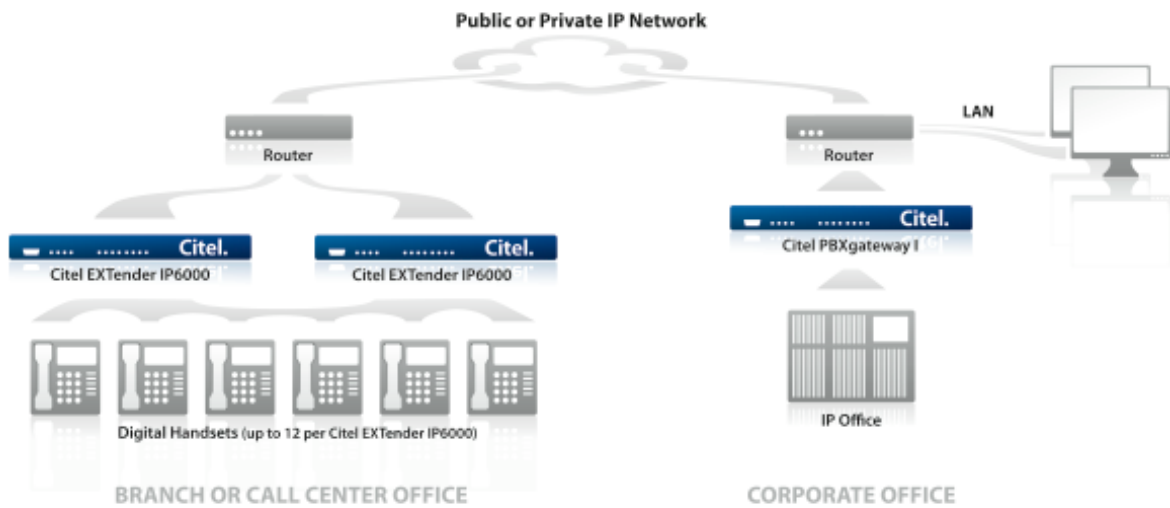 Public or Private IP Network
LAN
Router
Router
Citel.
Citel.
Citel.
Citel EXTender IP6000
Citel EXTender IP6000
Citel PBXgateway I
Digital Handsets (up to 12 per Citel EXTender IP6000)
IP Office
BRANCH OR CALL CENTER OFFICE
CORPORATE OFFICE